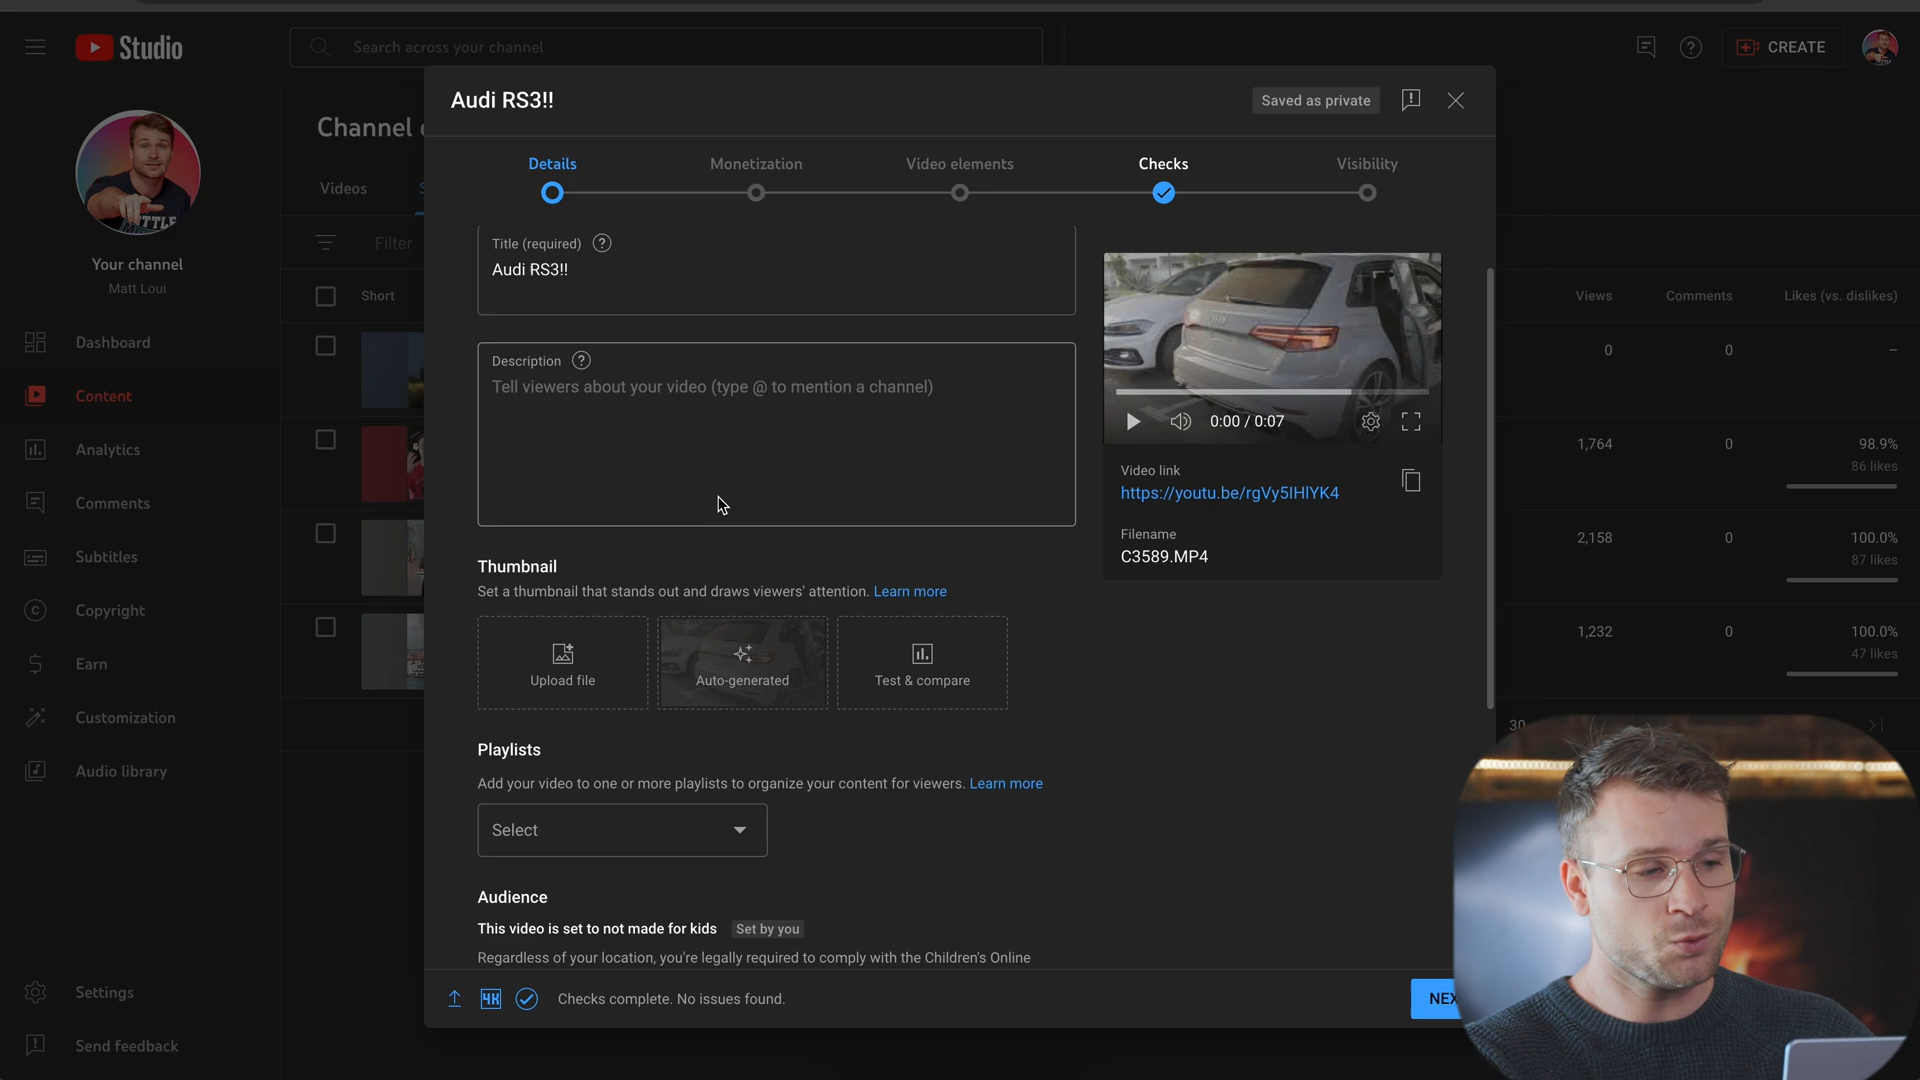 Studio
Search across your channel
CREATE
Audi RS3!!
Saved as private
Channel
Details
Monetization
Video elements
Checks
Visibility
Videos
Title (required)
Audi RS3!!
Filter
Your channel
Matt Loui
Short
Views
Comments
Likes (vs. dislikes)
Description
Tell viewers about your video (type @ to mention a channel)
Dashboard
Content
Analytics
Comments
Subtitles
Copyright
Earn
Customization
Audio library
Settings
Send feedback
0:00 / 0:07
Video link
https://youtu.be/rgVy5IHlYK4
Filename
C3589.MP4
0
0
–
1,764
0
98.9%
86 likes
2,158
0
100.0%
87 likes
1,232
0
100.0%
47 likes
30
Thumbnail
Set a thumbnail that stands out and draws viewers' attention. Learn more
Upload file
Auto-generated
Test & compare
Playlists
Add your video to one or more playlists to organize your content for viewers. Learn more
Select
Audience
This video is set to not made for kids
Set by you
Regardless of your location, you're legally required to comply with the Children's Online
4K
Checks complete. No issues found.
NEX